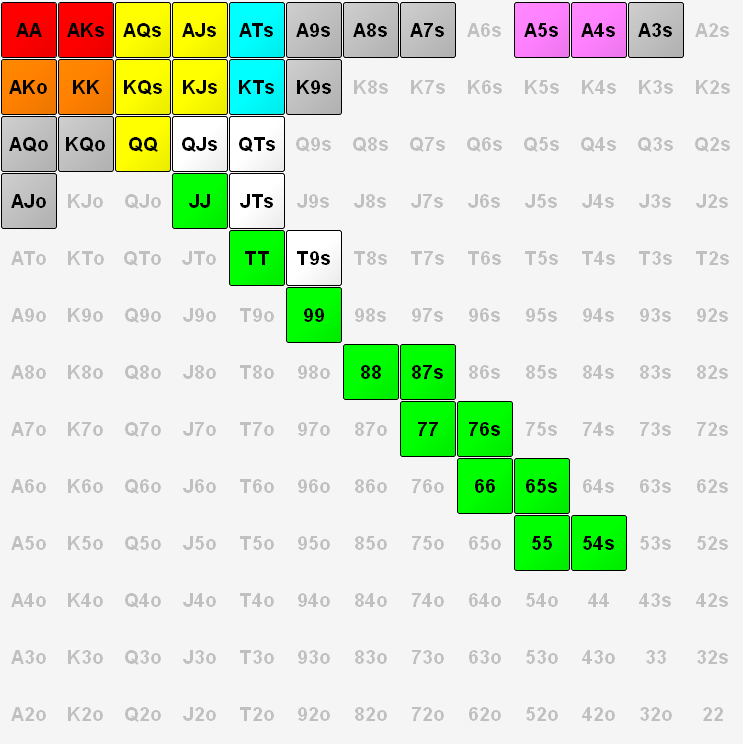 AA AKs AQs AJs ATs A9s A8s A7s A6s A5s A4s A3s A2s
AKo KK KQs KJs KTs K9s K8s K7s K6s K5s K4s K3s K2s
AQo KQo QQ QJs QTs Q9s Q8s Q7s Q6s Q5s Q4s Q3s Q2s
AJo KJo QJo JJ JTs J9s J8s J7s J6s J5s J4s J3s J2s
ATo KTo QTo JTo TT T9s T8s T7s T6s T5s T4s T3s T2s
A9o K9o Q9o J9o T9o 99 98s 97s 96s 95s 94s 93s 92s
A8o K8o Q8o J8o T8o 98o 88 87s 86s 85s 84s 83s 82s
A7o K7o Q7o J7o T7o 97o 87o 77 76s 75s 74s 73s 72s
A6o K6o Q6o J6o T6o 96o 86o 76o 66 65s 64s 63s 62s
A5o K5o Q5o J5o T5o 95o 85o 75o 65o 55 54s 53s 52s
A4o K4o Q4o J4o T4o 94o 84o 74o 64o 54o 44 43s 42s
A3o K3o Q3o J3o T3o 93o 83o 73o 63o 53o 43o 33 32s
A2o K2o Q2o J2o T2o 92o 82o 72o 62o 52o 42o 32o 22